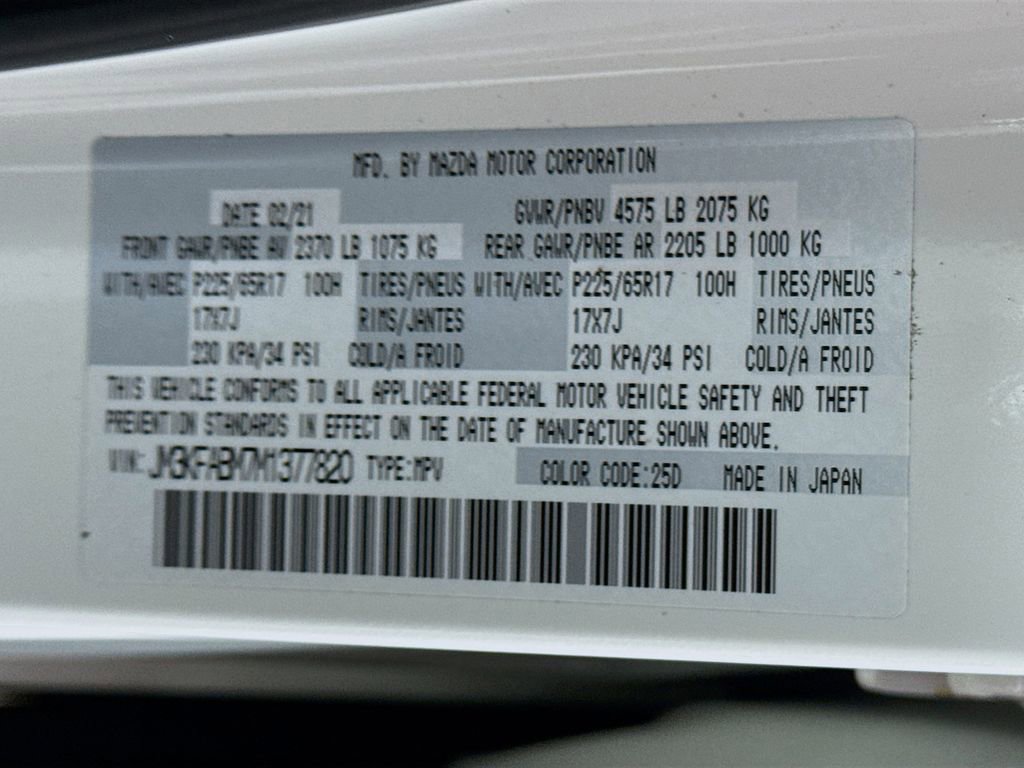 MFD. BY MAZDA MOTOR CORPORATION
DATE 02/21 GVWR/PNBV 4575 LB 2075 KG
FRONT GAWR/PNBE AV 2370 LB 1075 KG REAR GAWR/PNBE AR 2205 LB 1000 KG
WITH/AVEC P225/65R17 100H TIRES/PNEUS WITH/AVEC P225/65R17 100H TIRES/PNEUS
17X7J RIMS/JANTES 17X7J RIMS/JANTES
230 KPA/34 PSI COLD/A FROID 230 KPA/34 PSI COLD/A FROID
THIS VEHICLE CONFORMS TO ALL APPLICABLE FEDERAL MOTOR VEHICLE SAFETY AND THEFT
PREVENTION STANDARDS IN EFFECT ON THE DATE OF MANUFACTURE SHOWN ABOVE.
VIN: JM3KFABM7M1377820 TYPE:MPV COLOR CODE:25D MADE IN JAPAN